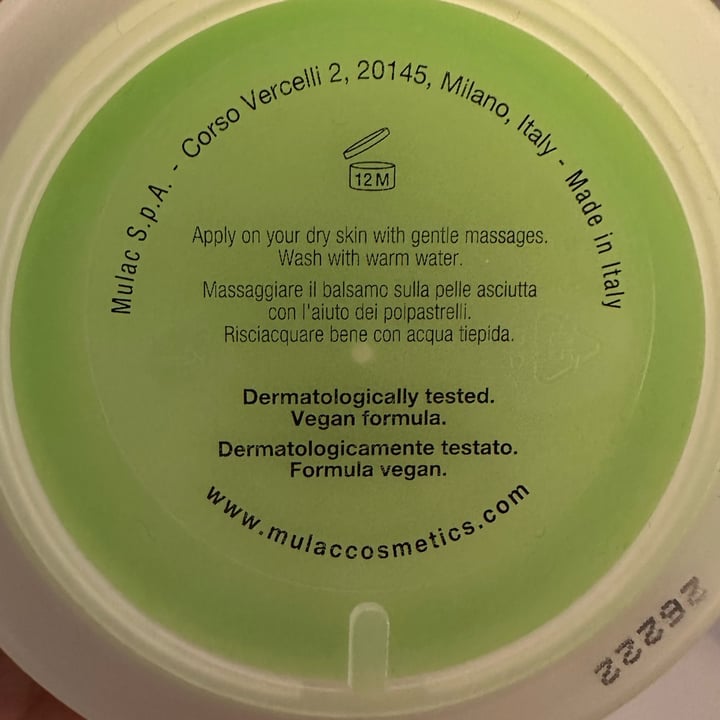 Mulac S.p.A. - Corso Vercelli 2, 20145, Milano, Italy - Made in Italy
12M
Apply on your dry skin with gentle massages.
Wash with warm water.
Massaggiare il balsamo sulla pelle asciutta
con l'aiuto dei polpastrelli.
Risciacquare bene con acqua tiepida.
Dermatologically tested.
Vegan formula.
Dermatologicamente testato.
Formula vegan.
www.mulaccosmetics.com